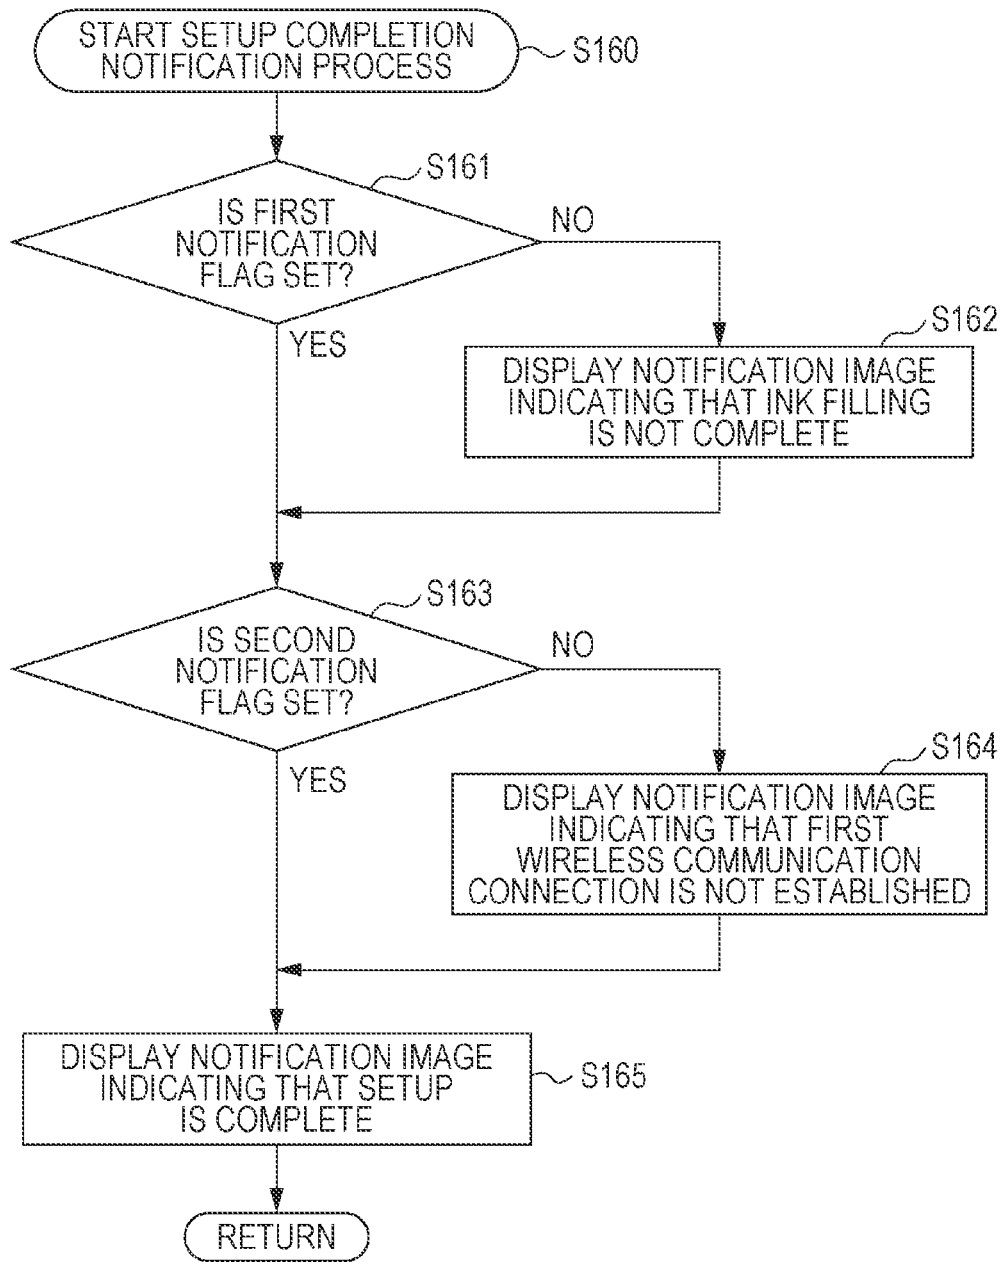 START SETUP COMPLETION
NOTIFICATION PROCESS
S160
S161
IS FIRST
NOTIFICATION
FLAG SET?
NO
YES
S162
DISPLAY NOTIFICATION IMAGE
INDICATING THAT INK FILLING
IS NOT COMPLETE
S163
IS SECOND
NOTIFICATION
FLAG SET?
NO
YES
S164
DISPLAY NOTIFICATION IMAGE
INDICATING THAT FIRST
WIRELESS COMMUNICATION
CONNECTION IS NOT ESTABLISHED
DISPLAY NOTIFICATION IMAGE
INDICATING THAT SETUP
IS COMPLETE
S165
RETURN